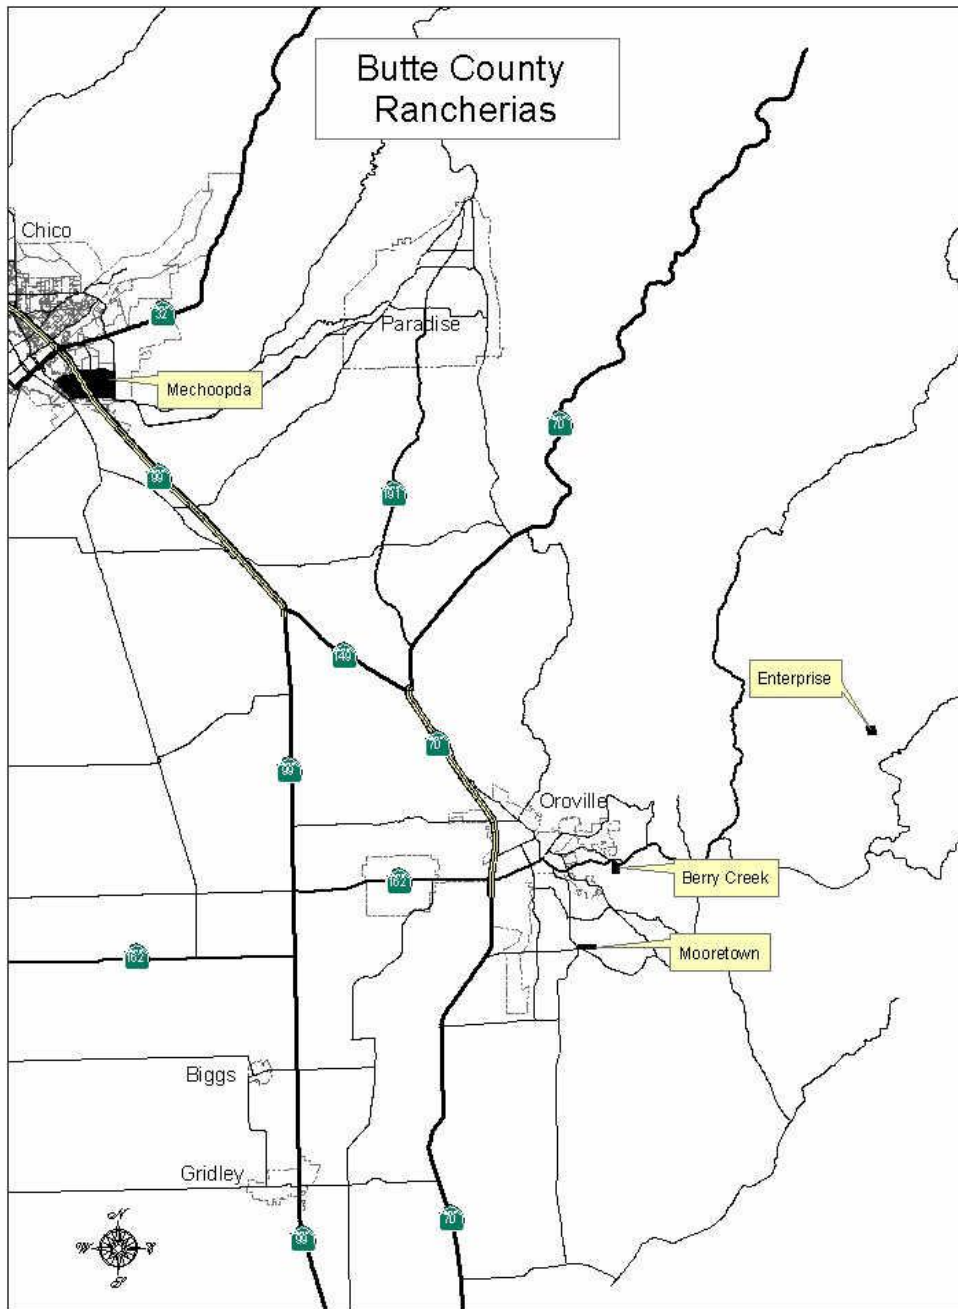 Butte County
Rancherias
Chico
32
Paradise
Mechoopda
70
99
191
149
Enterprise
70
99
Oroville
162
Berry Creek
162
Mooretown
Biggs
Gridley
70
99
N
W
E
S